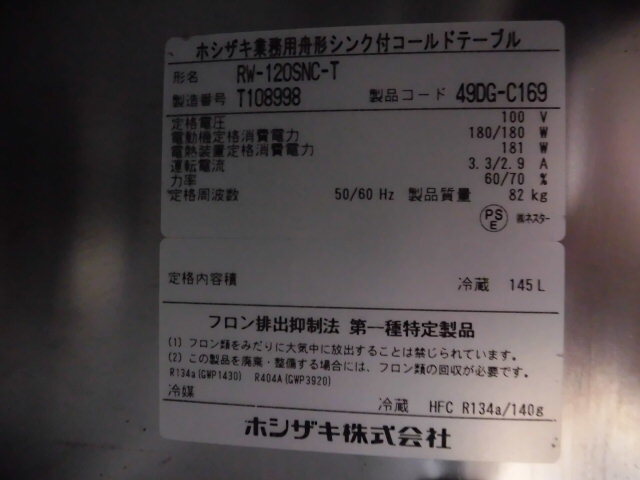 ホシザキ業務用舟形シンク付コールドテーブル
形名 RW-120SNC-T
製造番号 T108998 製品コード 49DG-C169
定格電圧 100 V
電動機定格消費電力 180/180 W
電熱装置定格消費電力 181 W
運転電流 3.3/2.9 A
力率 60/70 %
定格周波数 50/60 Hz 製品質量 82 kg
PSE ㈱ネスター
定格内容積 冷蔵 145 L
フロン排出抑制法 第一種特定製品
(1) フロン類をみだりに大気中に放出することは禁じられています。
(2) この製品を廃棄・整備する場合には、フロン類の回収が必要です。
R134a(GWP1430) R404A(GWP3920)
冷媒 冷蔵 HFC R134a/140g
ホシザキ株式会社